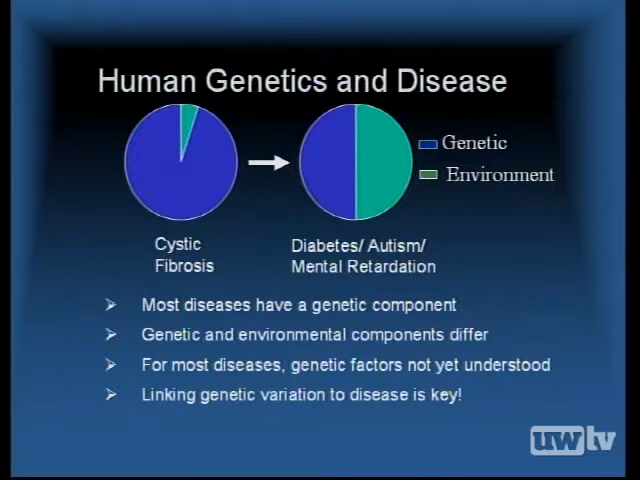 Human Genetics and Disease
Genetic
Environment
Cystic
Fibrosis
Diabetes/ Autism/
Mental Retardation
Most diseases have a genetic component
Genetic and environmental components differ
For most diseases, genetic factors not yet understood
Linking genetic variation to disease is key!
uwtv